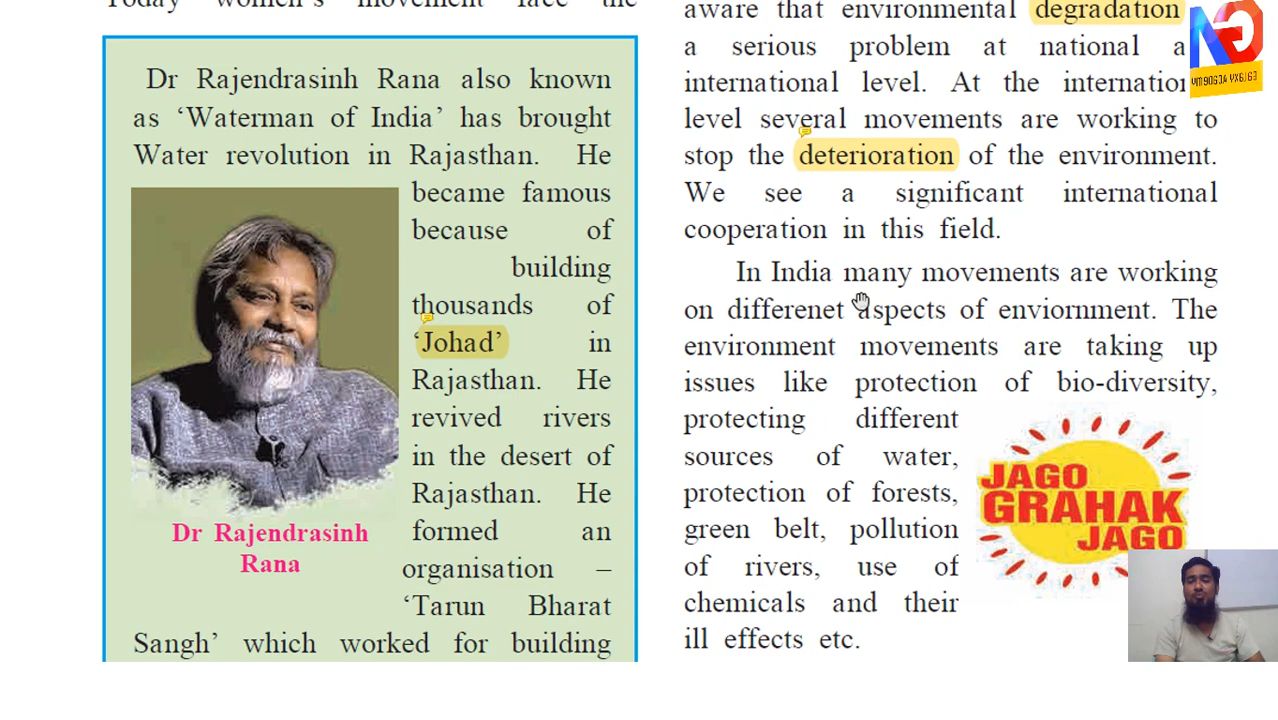 Today women's movement face the
Dr Rajendrasinh Rana also known
as ‘Waterman of India’ has brought
Water revolution in Rajasthan. He
became famous
because of
building
thousands of
‘Johad’ in
Rajasthan. He
revived rivers
in the desert of
Rajasthan. He
formed an
organisation –
‘Tarun Bharat
Sangh’ which worked for building
Dr Rajendrasinh
Rana
aware that environmental degradation
a serious problem at national a
international level. At the internation
level several movements are working to
stop the deterioration of the environment.
We see a significant international
cooperation in this field.
In India many movements are working
on differenet aspects of enviornment. The
environment movements are taking up
issues like protection of bio-diversity,
protecting different
sources of water,
protection of forests,
green belt, pollution
of rivers, use of
chemicals and their
ill effects etc.
JAGO
GRAHAK
JAGO